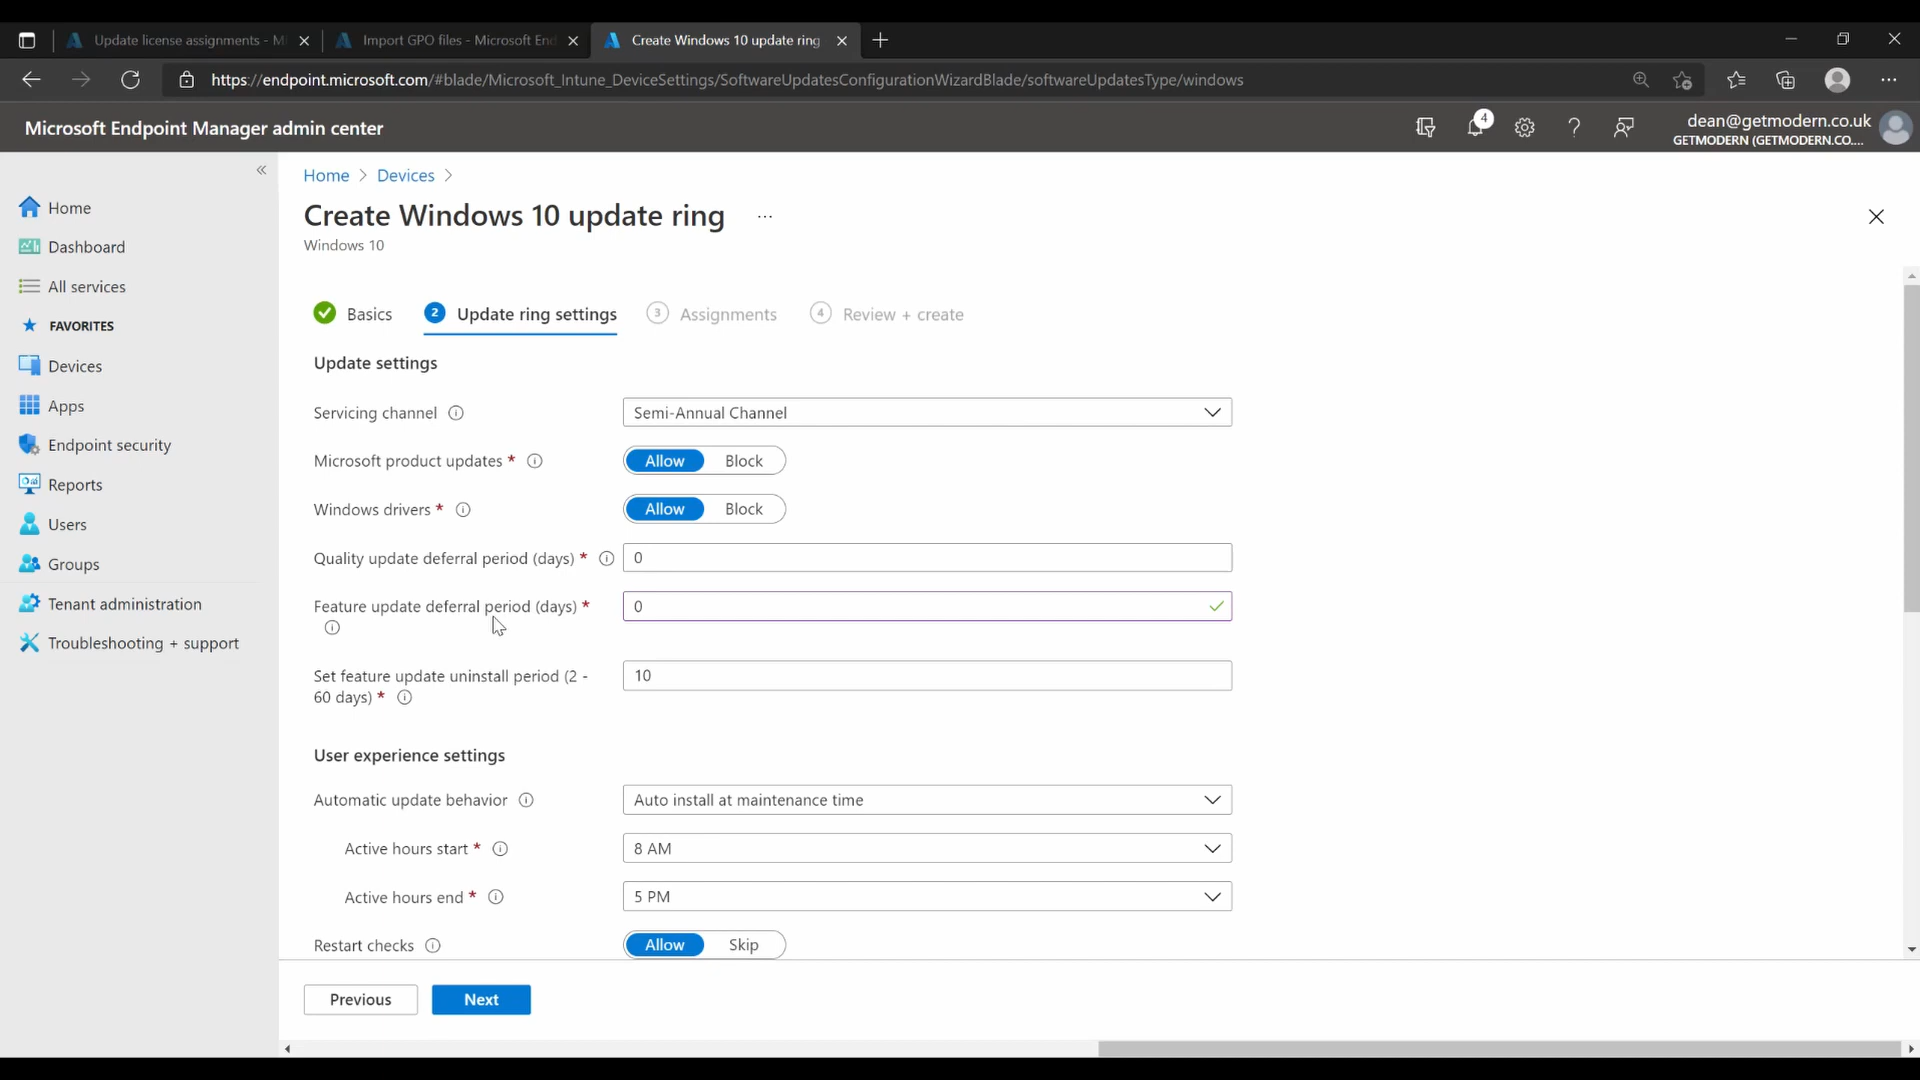 Update license assignments - Mi
Import GPO files - Microsoft End
Create Windows 10 update ring
https://endpoint.microsoft.com/#blade/Microsoft_Intune_DeviceSettings/SoftwareUpdatesConfigurationWizardBlade/softwareUpdatesType/windows
Microsoft Endpoint Manager admin center
4
dean@getmodern.co.uk
GETMODERN (GETMODERN.CO....
Home
Dashboard
All services
FAVORITES
Devices
Apps
Endpoint security
Reports
Users
Groups
Tenant administration
Troubleshooting + support
Home > Devices >
Create Windows 10 update ring ...
Windows 10
Basics
2 Update ring settings
3 Assignments
4 Review + create
Update settings
Servicing channel
Semi-Annual Channel
Microsoft product updates *
Allow Block
Windows drivers *
Allow Block
Quality update deferral period (days) *
0
Feature update deferral period (days) *
0
Set feature update uninstall period (2 -
60 days) *
10
User experience settings
Automatic update behavior
Auto install at maintenance time
Active hours start *
8 AM
Active hours end *
5 PM
Restart checks
Allow Skip
Previous
Next